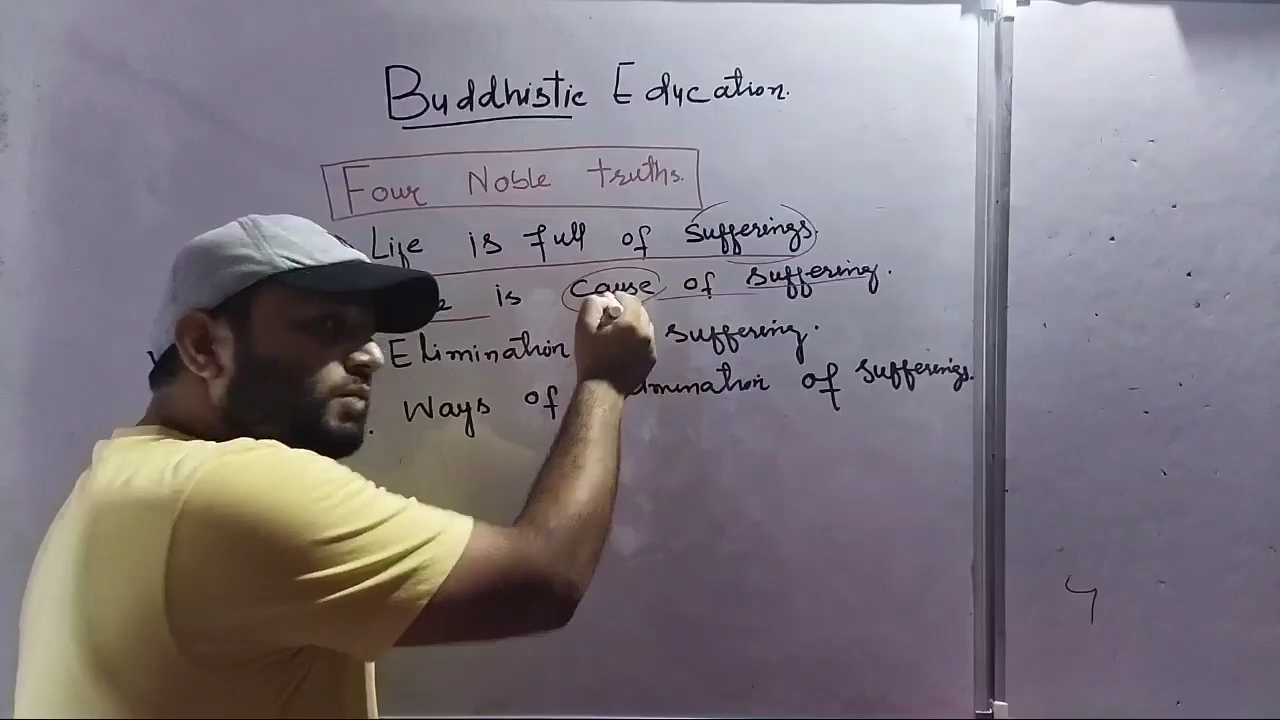 Buddhistic Education.
Four Noble truths.
Life is full of Sufferings.
is cause of suffering.
Elimination suffering.
Ways of of sufferings.